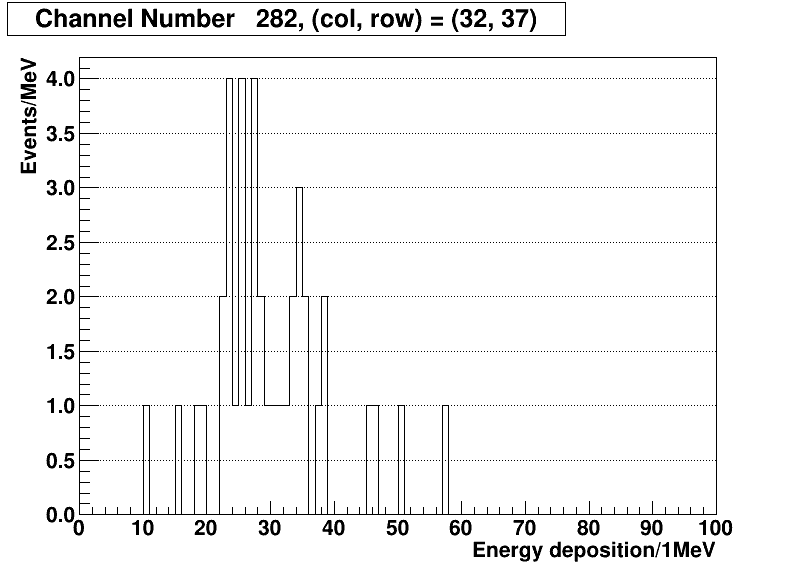 Channel Number 282, (col, row) = (32, 37)
Events/MeV
4.0
3.5
3.0
2.5
2.0
1.5
1.0
0.5
0.0
0 10 20 30 40 50 60 70 80 90 100
Energy deposition/1MeV